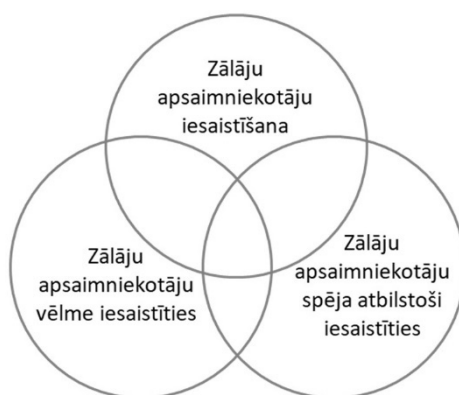 Zālāju
apsaimniekotāju
iesaistīšana
Zālāju
apsaimniekotāju
vēlme iesaistīties
Zālāju
apsaimniekotāju
spēja atbilstoši
iesaistīties